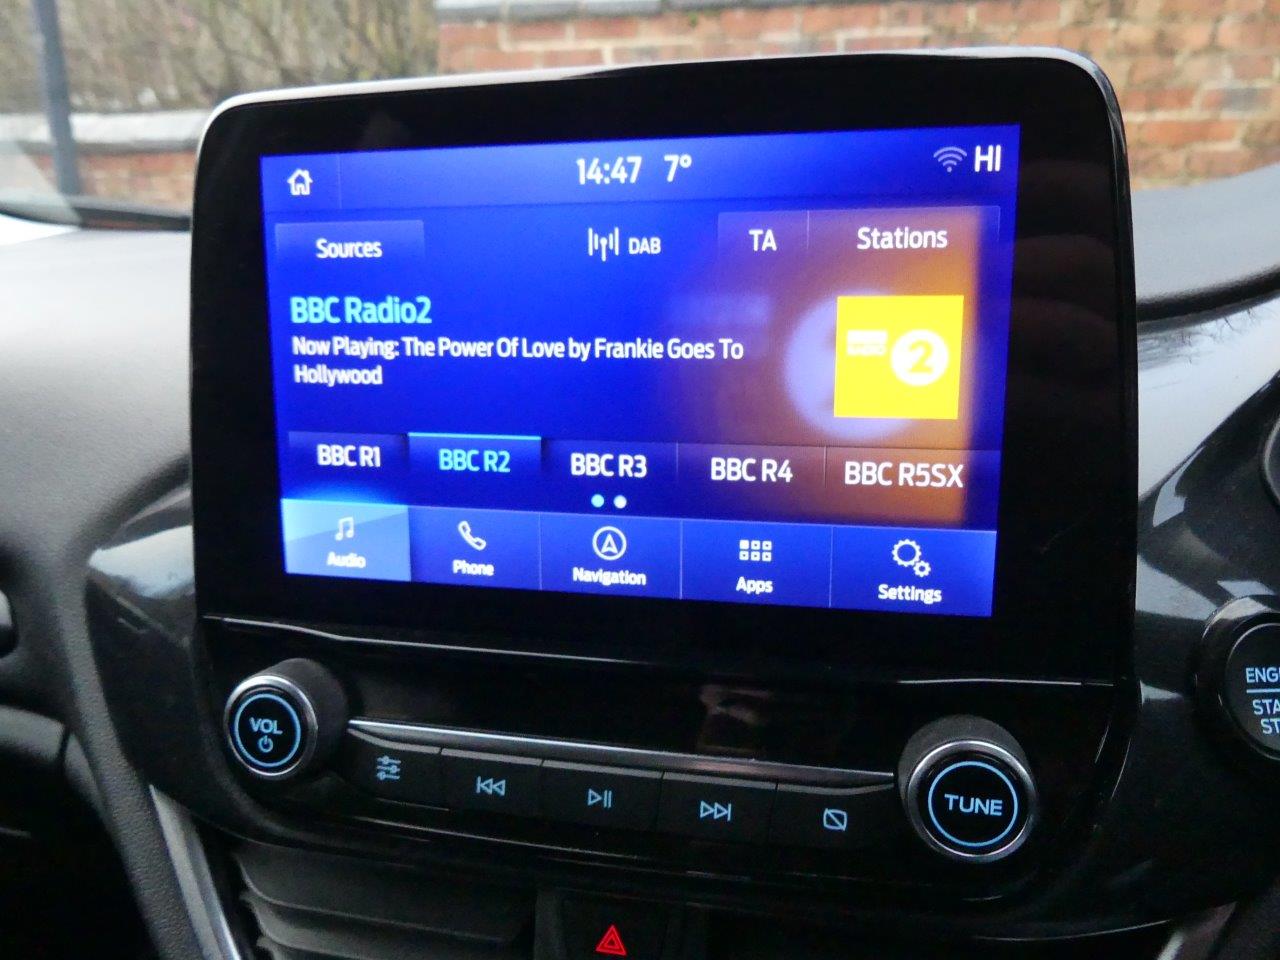 14:47 7° HI
Sources DAB TA Stations
BBC Radio2
Now Playing: The Power Of Love by Frankie Goes To
Hollywood
RADIO 2
BBC R1 BBC R2 BBC R3 BBC R4 BBC R5SX
Audio Phone Navigation Apps Settings
VOL
TUNE
ENG
STA
ST